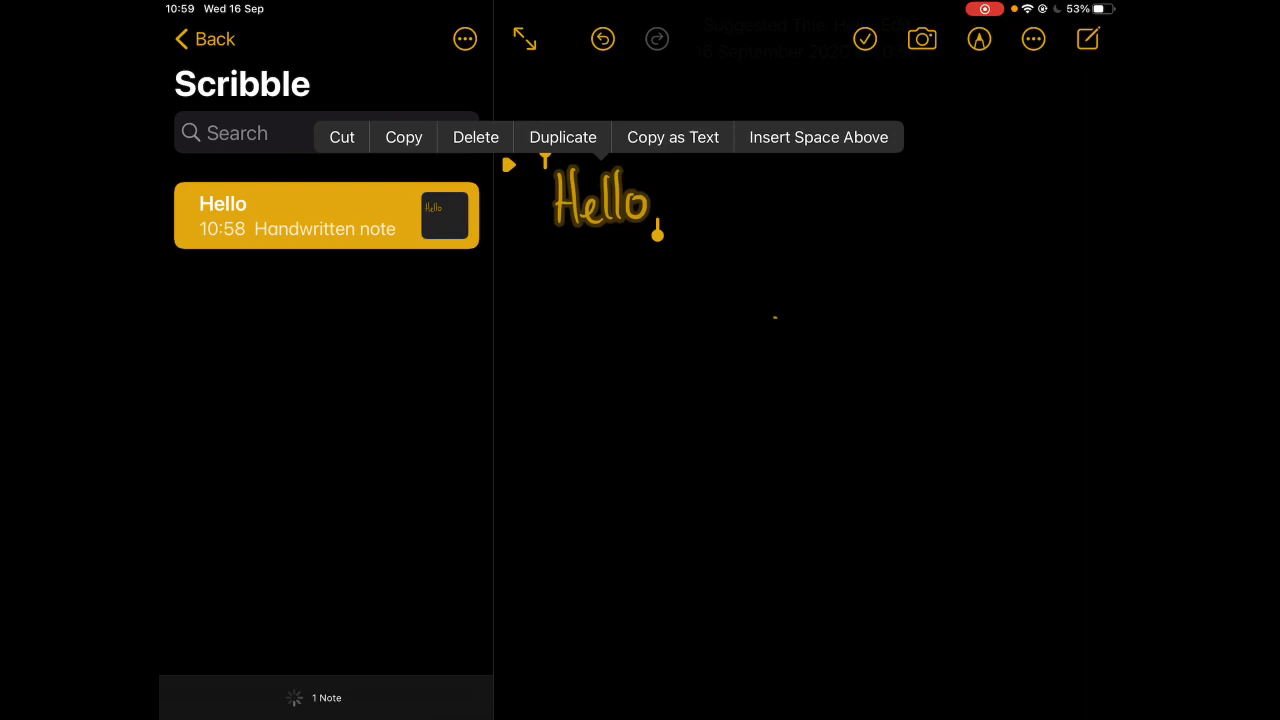 10:59 Wed 16 Sep
53%
Back
Scribble
Search
Cut Copy Delete Duplicate Copy as Text Insert Space Above
Hello
10:58 Handwritten note
Hello
Hello
1 Note